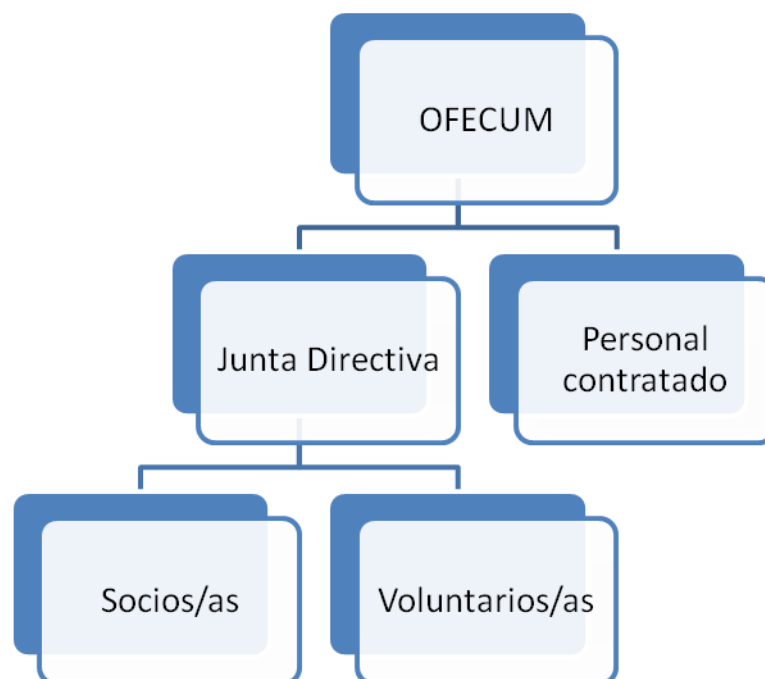 OFECUM
Junta Directiva
Personal
contratado
Socios/as
Voluntarios/as